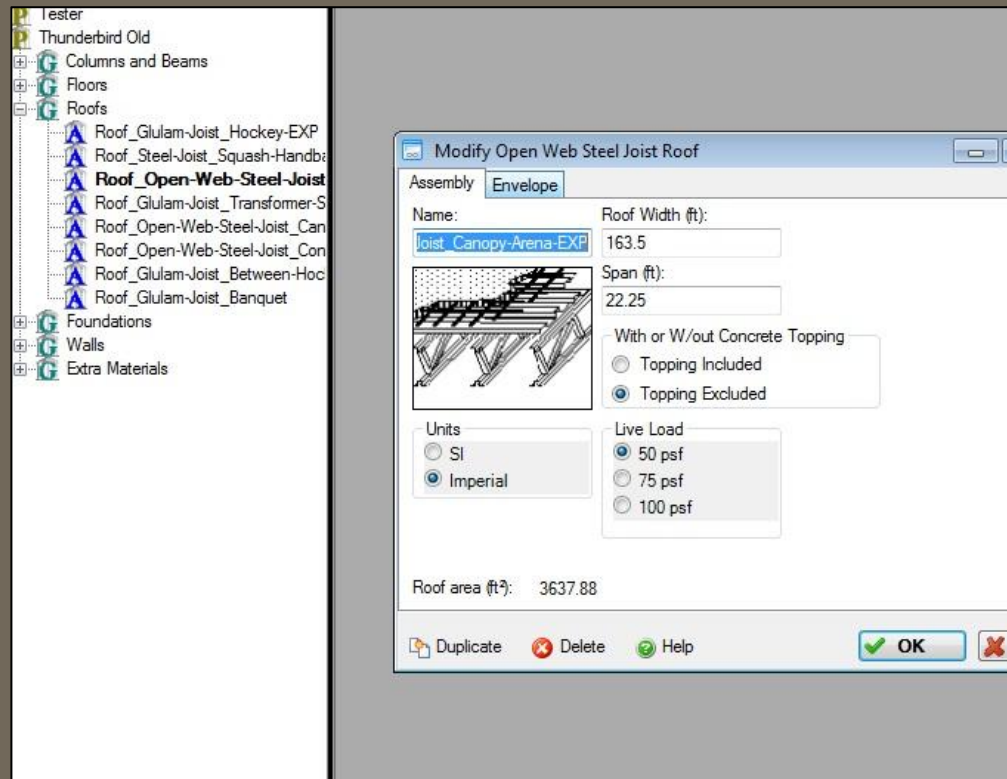 Tester
Thunderbird Old
Columns and Beams
Floors
Roofs
Roof_Glulam-Joist_Hockey-EXP
Roof_Steel-Joist_Squash-Handba
Roof_Open-Web-Steel-Joist
Roof_Glulam-Joist_Transformer-S
Roof_Open-Web-Steel-Joist_Can
Roof_Open-Web-Steel-Joist_Con
Roof_Glulam-Joist_Between-Hoc
Roof_Glulam-Joist_Banquet
Foundations
Walls
Extra Materials
Modify Open Web Steel Joist Roof
Assembly Envelope
Name: Roof Width (ft):
Joist_Canopy-Arena-EXP 163.5
Span (ft):
22.25
With or W/out Concrete Topping
Topping Included
Topping Excluded
Units
SI
Imperial
Live Load
50 psf
75 psf
100 psf
Roof area (ft²): 3637.88
Duplicate Delete Help OK